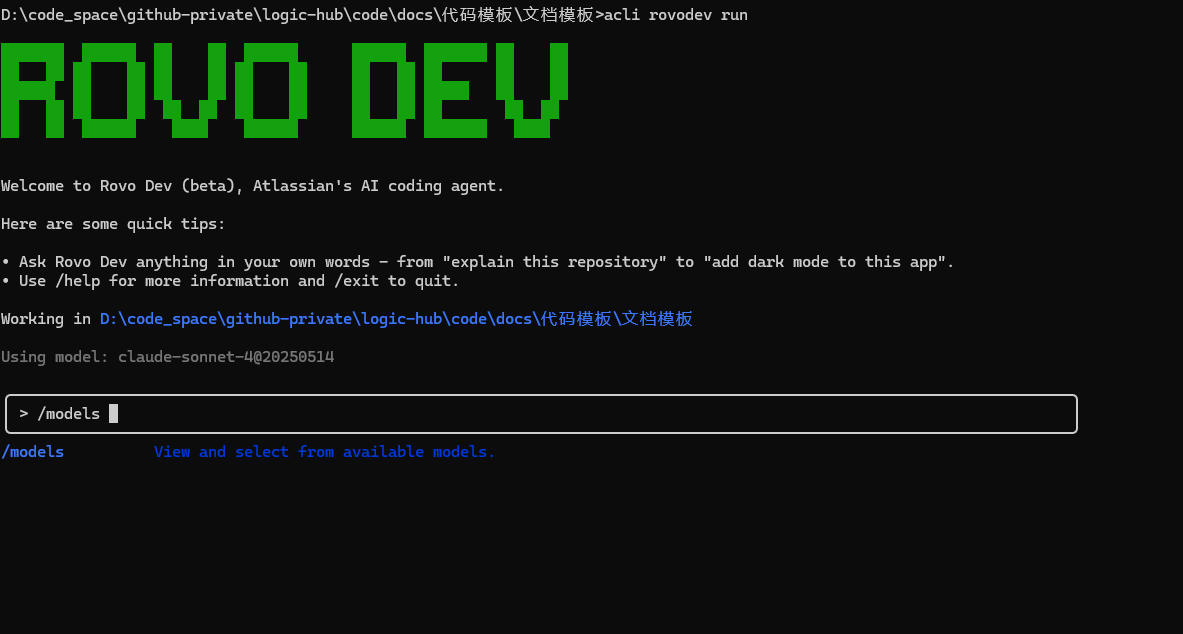 D:\code_space\github-private\logic-hub\code\docs\代码模板\文档模板>acli rovodev run
ROVO DEV
Welcome to Rovo Dev (beta), Atlassian's AI coding agent.
Here are some quick tips:
• Ask Rovo Dev anything in your own words – from "explain this repository" to "add dark mode to this app".
• Use /help for more information and /exit to quit.
Working in D:\code_space\github-private\logic-hub\code\docs\代码模板\文档模板
Using model: claude-sonnet-4@20250514
> /models
/models View and select from available models.